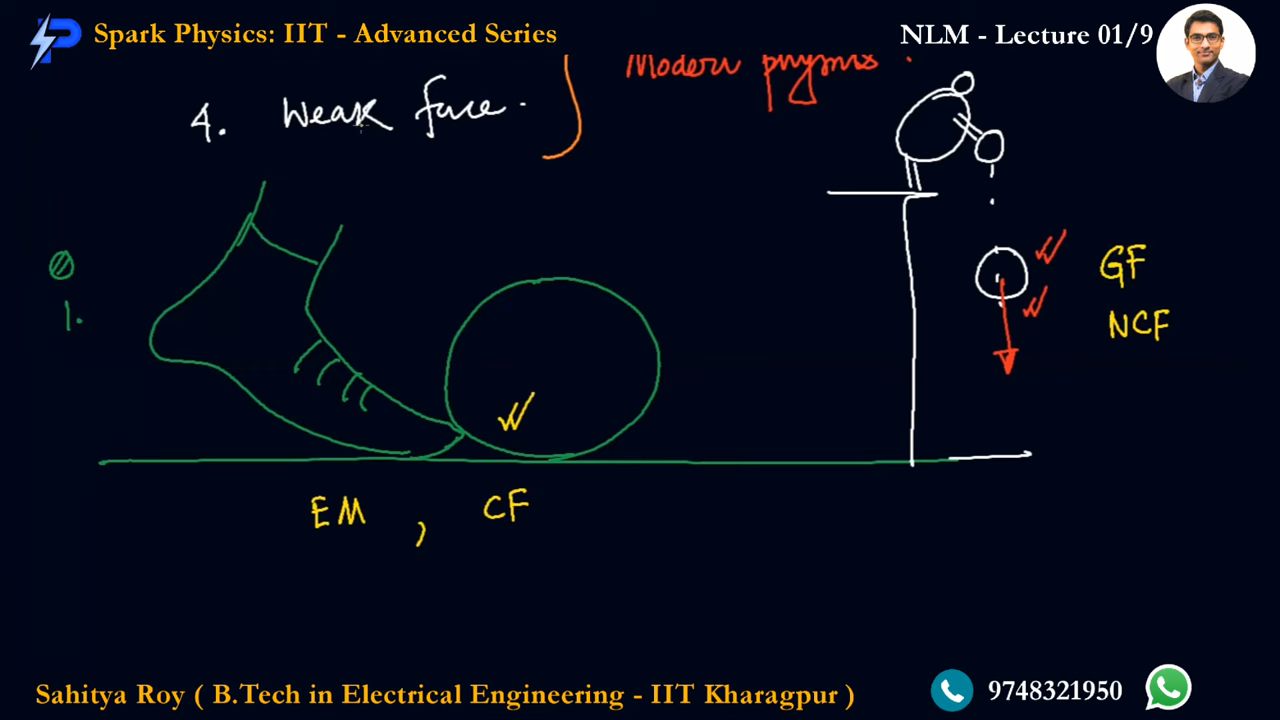 Spark Physics: IIT - Advanced Series
NLM - Lecture 01/9
Modern physics.
4. Weak force.
1.
GF
NCF
EM , CF
Sahitya Roy ( B.Tech in Electrical Engineering - IIT Kharagpur )
9748321950